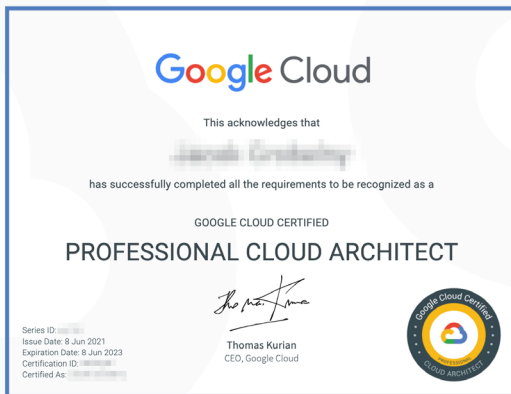 Google Cloud
This acknowledges that
has successfully completed all the requirements to be recognized as a
GOOGLE CLOUD CERTIFIED
PROFESSIONAL CLOUD ARCHITECT
Thomas Kurian
CEO, Google Cloud
Series ID:
Issue Date: 8 Jun 2021
Expiration Date: 8 Jun 2023
Certification ID:
Certified As:
Google Cloud Certified
PROFESSIONAL
CLOUD ARCHITECT